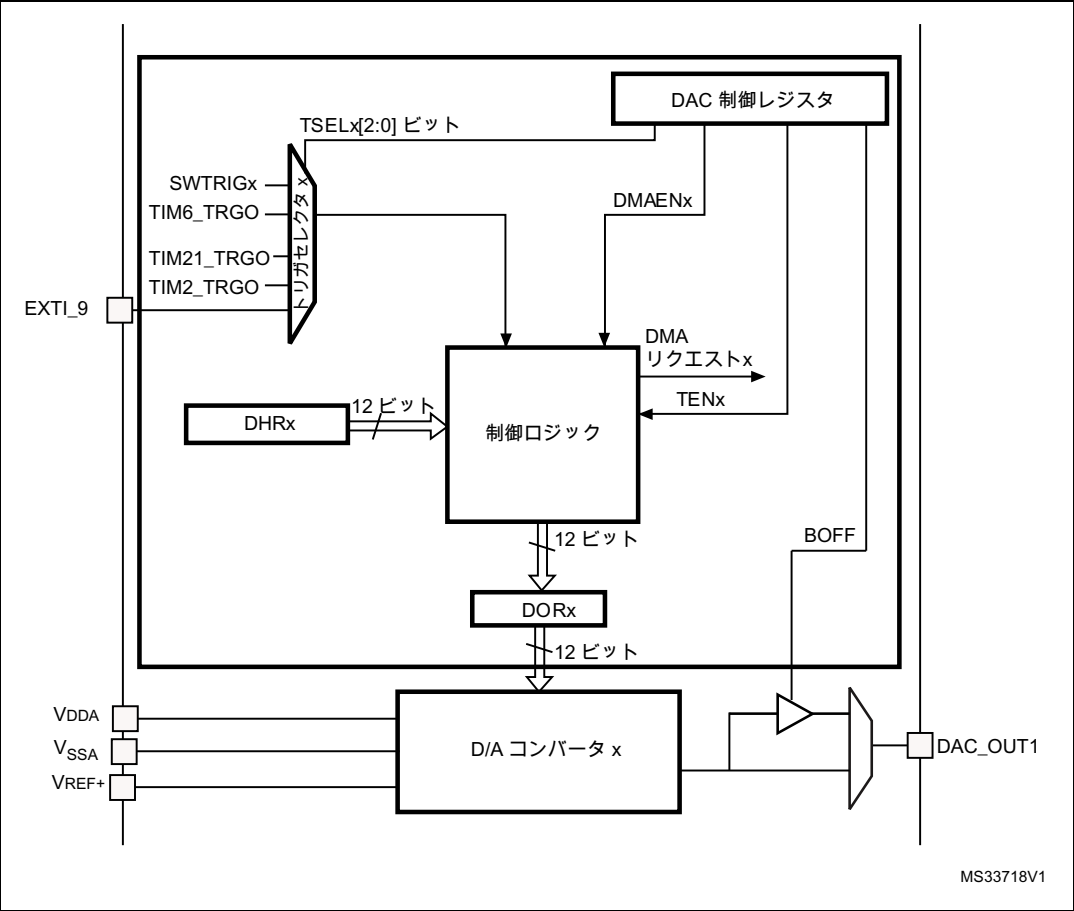 DAC 制御レジスタ
TSELx[2:0] ビット
SWTRIGx
TIM6_TRGO
TIM21_TRGO
TIM2_TRGO
トリガセレクタ x
EXTI_9
DMAENx
DMA
リクエストx
TENx
DHRx
12 ビット
制御ロジック
12 ビット
BOFF
DORx
12 ビット
VDDA
VSSA
VREF+
D/A コンバータ x
DAC_OUT1
MS33718V1